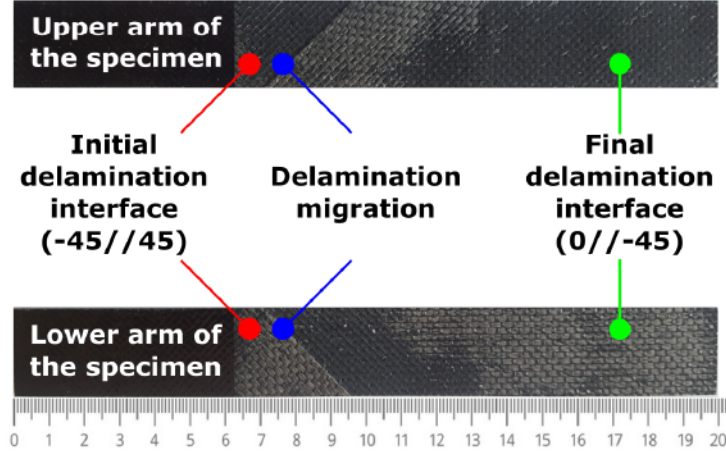 Upper arm of
the specimen
Initial
delamination
interface
(-45//45)
Delamination
migration
Final
delamination
interface
(0//-45)
Lower arm of
the specimen
0 1 2 3 4 5 6 7 8 9 10 11 12 13 14 15 16 17 18 19 20